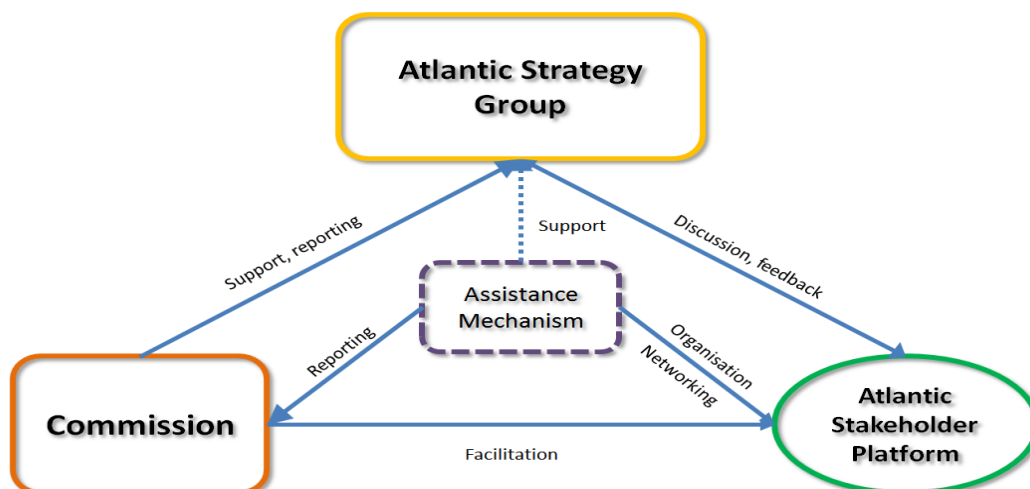 Atlantic Strategy
Group
Support, reporting
Support
Discussion, feedback
Assistance
Mechanism
Reporting
Organisation
Networking
Commission
Facilitation
Atlantic
Stakeholder
Platform